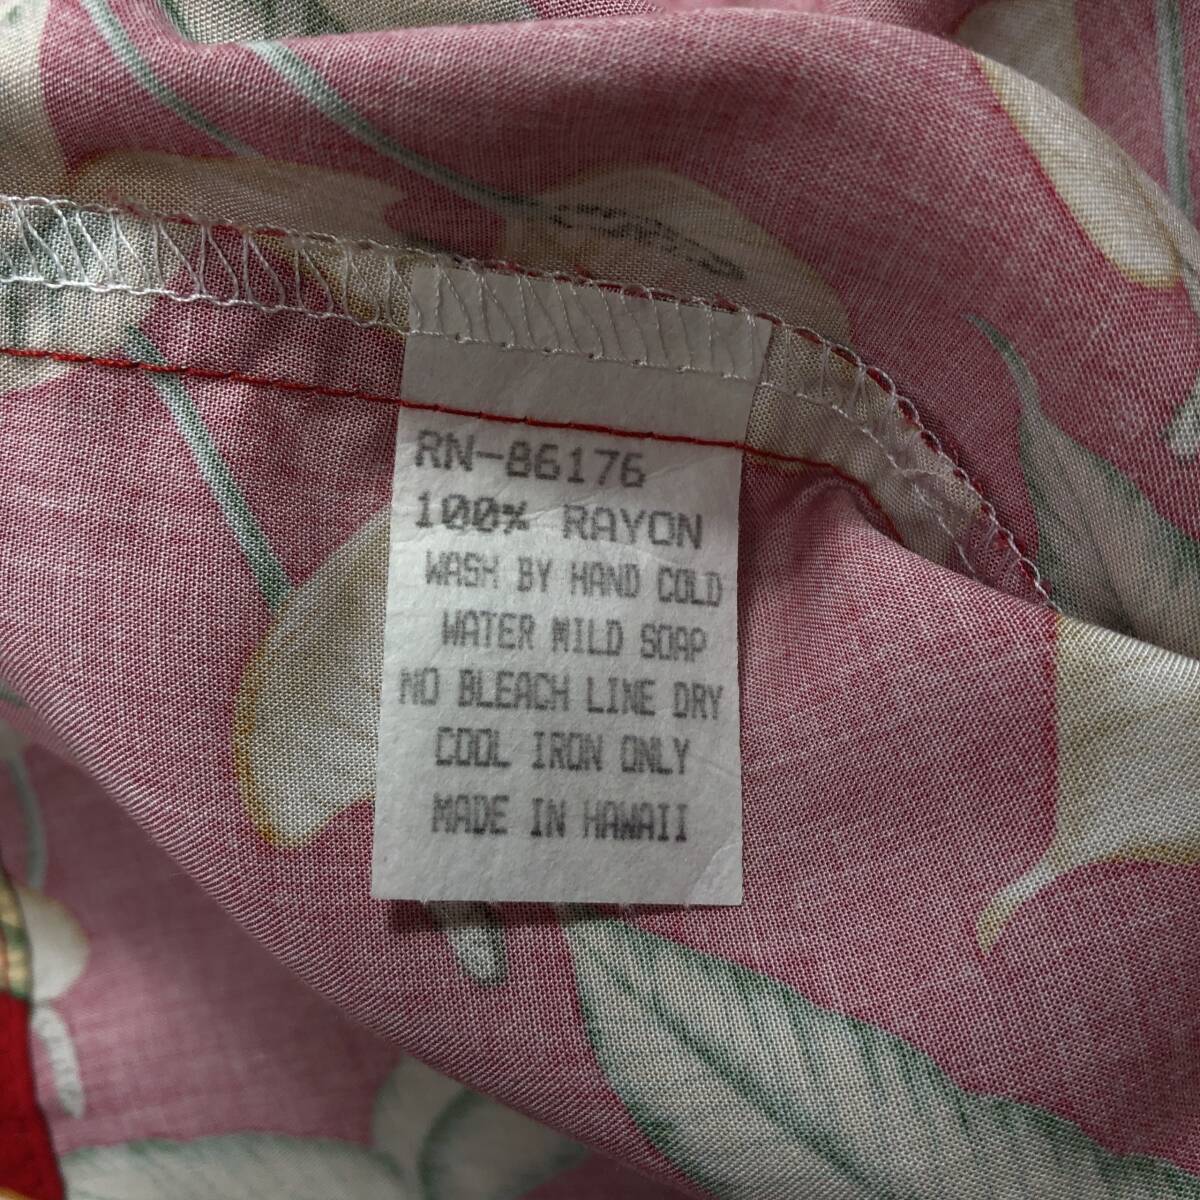 RN-86176
100% RAYON
WASH BY HAND COLD
WATER MILD SOAP
NO BLEACH LINE DRY
COOL IRON ONLY
MADE IN HAWAII